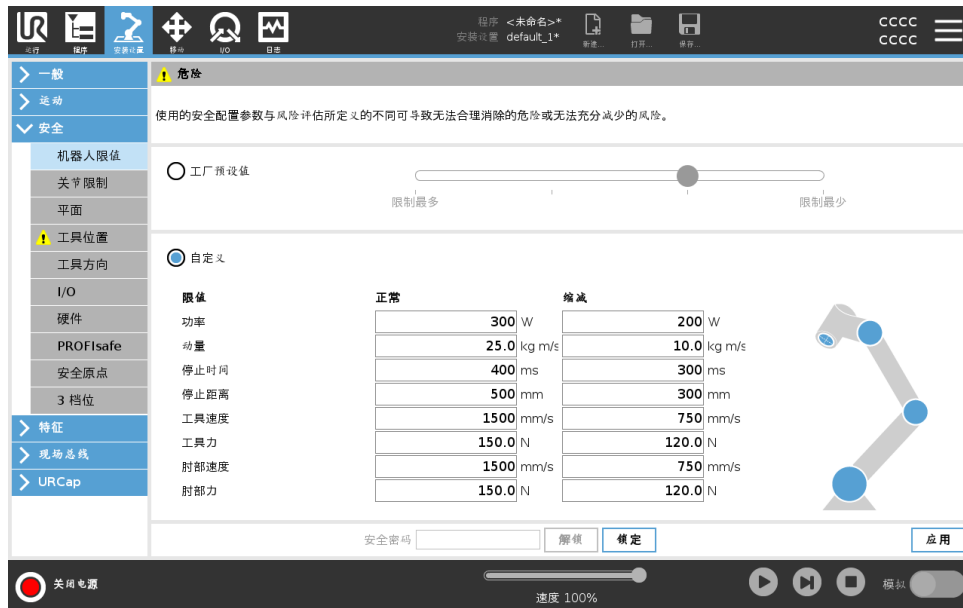 UR
运行
程序
安装设置
移动
I/O
日志
程序 <未命名>*
安装设置 default_1*
新建...
打开...
保存...
CCCC
CCCC
一般
运动
安全
机器人限值
关节限制
平面
工具位置
工具方向
I/O
硬件
PROFIsafe
安全原点
3 档位
特征
现场总线
URCap
危险
使用的安全配置参数与风险评估所定义的不同可导致无法合理消除的危险或无法充分减少的风险。
工厂预设值
限制最多 限制最少
自定义
限值 正常 缩减
功率 300 W 200 W
动量 25.0 kg m/s 10.0 kg m/s
停止时间 400 ms 300 ms
停止距离 500 mm 300 mm
工具速度 1500 mm/s 750 mm/s
工具力 150.0 N 120.0 N
肘部速度 1500 mm/s 750 mm/s
肘部力 150.0 N 120.0 N
安全密码 解锁 锁定 应用
关闭电源
速度 100%
模拟